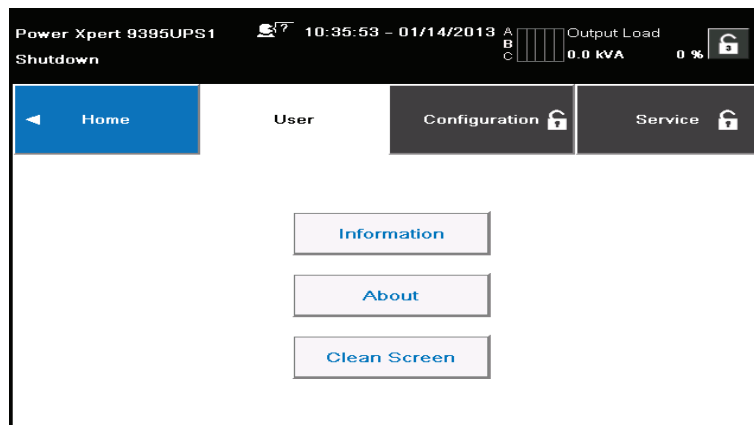 Power Xpert 9395UPS1
? 10:35:53 - 01/14/2013
A
B
C
Output Load
Shutdown
0.0 kVA 0 %
3
Home
User
Configuration
Service
Information
About
Clean Screen